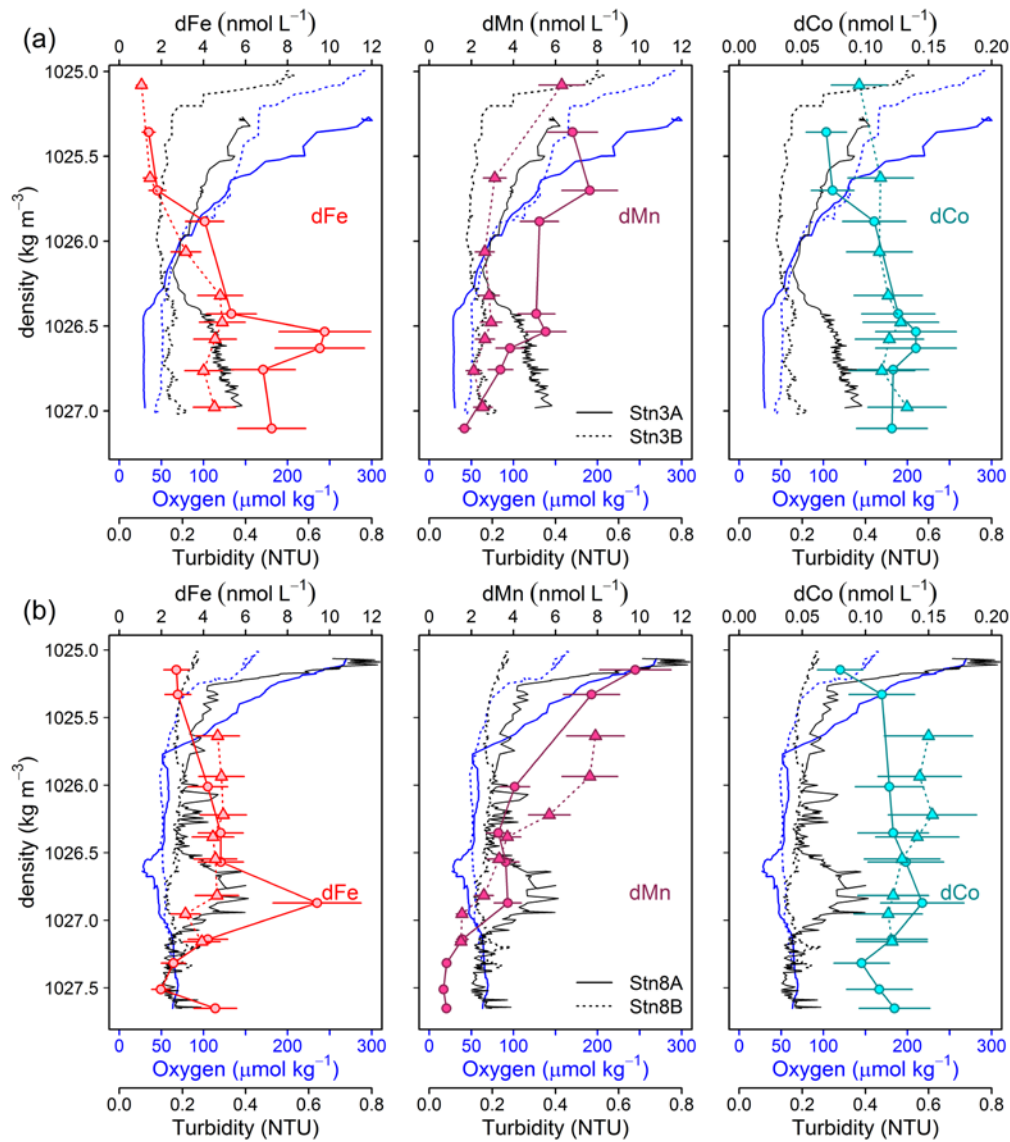 (a)
dFe (nmol L⁻¹) dMn (nmol L⁻¹) dCo (nmol L⁻¹)
0 2 4 6 8 10 12 0 2 4 6 8 10 12 0.00 0.05 0.10 0.15 0.20
density (kg m⁻³)
1025.0
1025.5
1026.0
1026.5
1027.0
dFe dMn dCo
Stn3A
Stn3B
0 50 100 150 200 250 300 0 50 100 150 200 250 300 0 50 100 150 200 250 300
Oxygen (μmol kg⁻¹) Oxygen (μmol kg⁻¹) Oxygen (μmol kg⁻¹)
0.0 0.2 0.4 0.6 0.8 0.0 0.2 0.4 0.6 0.8 0.0 0.2 0.4 0.6 0.8
Turbidity (NTU) Turbidity (NTU) Turbidity (NTU)
(b)
dFe (nmol L⁻¹) dMn (nmol L⁻¹) dCo (nmol L⁻¹)
0 2 4 6 8 10 12 0 2 4 6 8 10 12 0.00 0.05 0.10 0.15 0.20
density (kg m⁻³)
1025.0
1025.5
1026.0
1026.5
1027.0
1027.5
dFe dMn dCo
Stn8A
Stn8B
0 50 100 150 200 250 300 0 50 100 150 200 250 300 0 50 100 150 200 250 300
Oxygen (μmol kg⁻¹) Oxygen (μmol kg⁻¹) Oxygen (μmol kg⁻¹)
0.0 0.2 0.4 0.6 0.8 0.0 0.2 0.4 0.6 0.8 0.0 0.2 0.4 0.6 0.8
Turbidity (NTU) Turbidity (NTU) Turbidity (NTU)